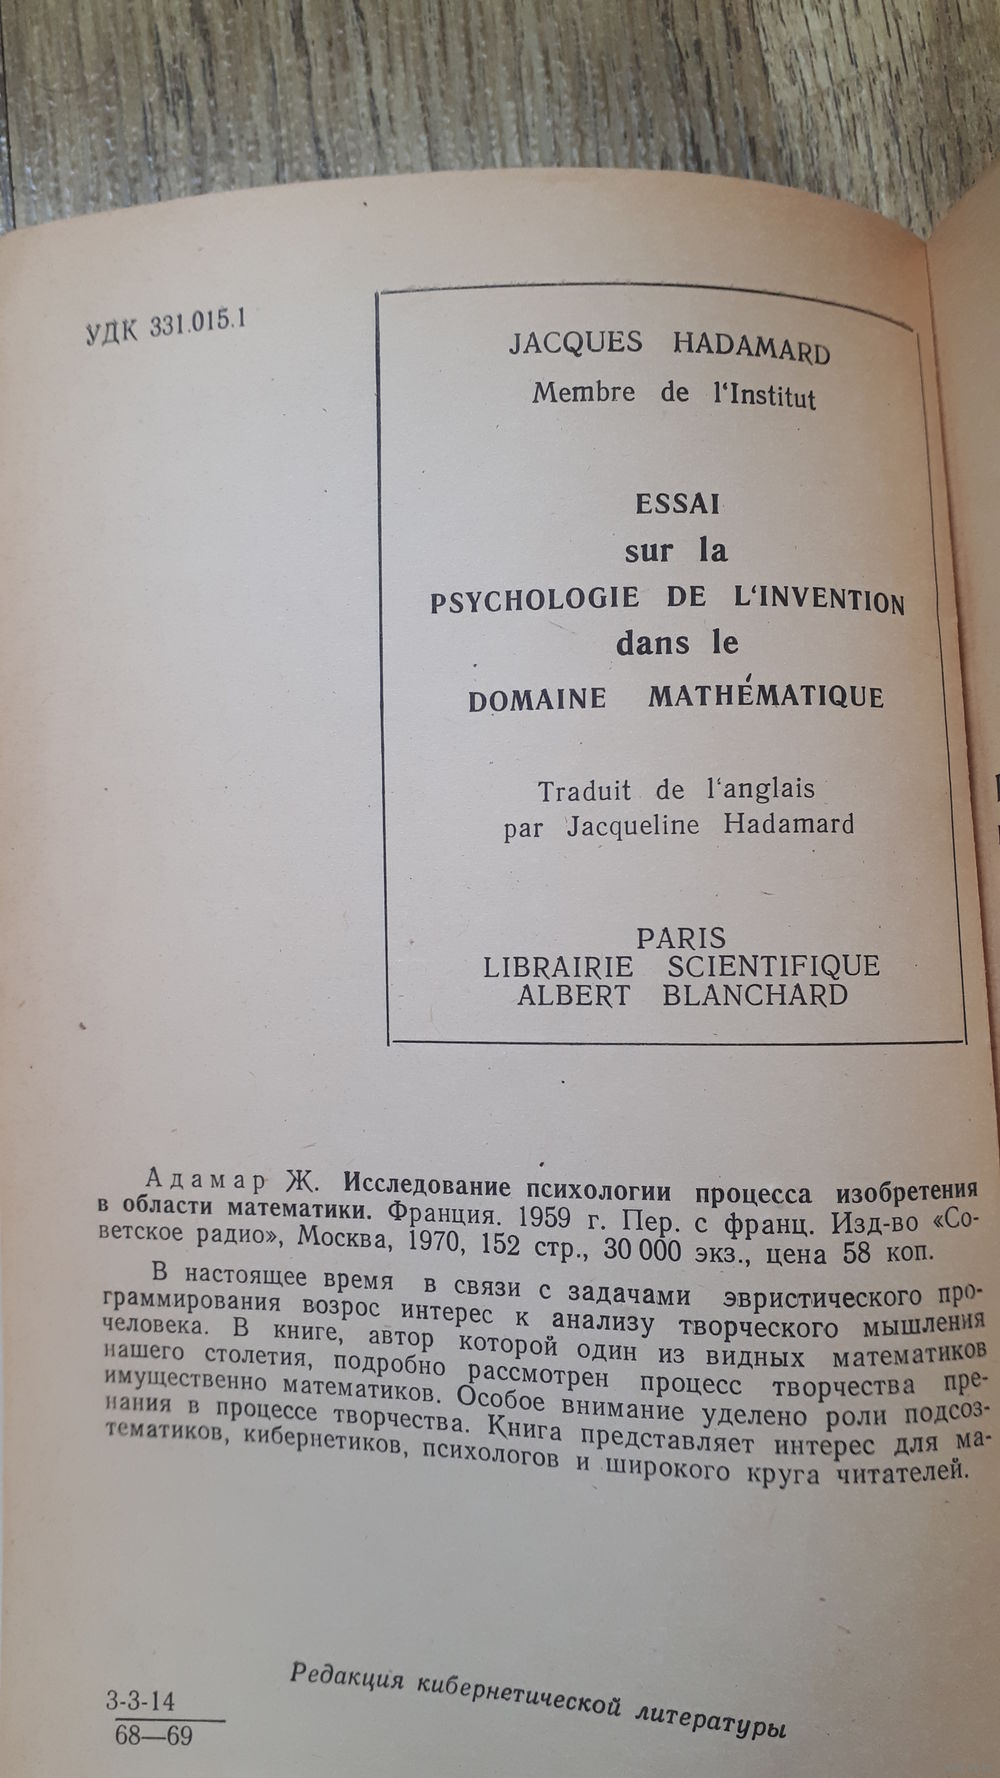 УДК 331.015.1
JACQUES HADAMARD
Membre de l‘Institut
ESSAI
sur la
PSYCHOLOGIE DE L‘INVENTION
dans le
DOMAINE MATHÉMATIQUE
Traduit de l‘anglais
par Jacqueline Hadamard
PARIS
LIBRAIRIE SCIENTIFIQUE
ALBERT BLANCHARD
Адамар Ж. Исследование психологии процесса изобретения
в области математики. Франция. 1959 г. Пер. с франц. Изд-во «Со-
ветское радио», Москва, 1970, 152 стр., 30 000 экз., цена 58 коп.
В настоящее время в связи с задачами эвристического про-
граммирования возрос интерес к анализу творческого мышления
человека. В книге, автор которой один из видных математиков
нашего столетия, подробно рассмотрен процесс творчества пре-
имущественно математиков. Особое внимание уделено роли подсоз-
нания в процессе творчества. Книга представляет интерес для ма-
тематиков, кибернетиков, психологов и широкого круга читателей.
Редакция кибернетической литературы
3-3-14
68—69